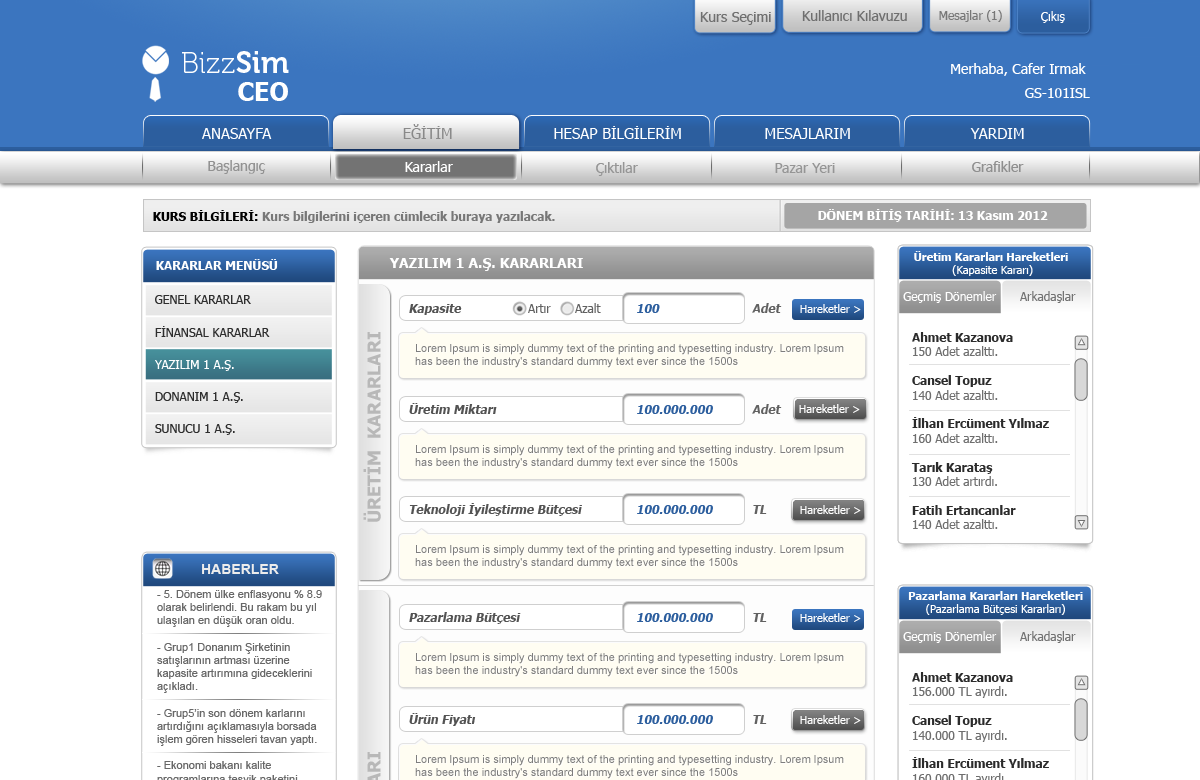 Kurs Seçimi
Kullanıcı Kılavuzu
Mesajlar (1)
Çıkış
BizzSim
CEO
Merhaba, Cafer Irmak
GS-101ISL
ANASAYFA
EĞİTİM
HESAP BİLGİLERİM
MESAJLARIM
YARDIM
Başlangıç
Kararlar
Çıktılar
Pazar Yeri
Grafikler
KURS BİLGİLERİ: Kurs bilgilerini içeren cümlecik buraya yazılacak.
DÖNEM BİTİŞ TARİHİ: 13 Kasım 2012
KARARLAR MENÜSÜ
GENEL KARARLAR
FİNANSAL KARARLAR
YAZILIM 1 A.Ş.
DONANIM 1 A.Ş.
SUNUCU 1 A.Ş.
HABERLER
- 5. Dönem ülke enflasyonu % 8.9
olarak belirlendi. Bu rakam bu yıl
ulaşılan en düşük oran oldu.
- Grup1 Donanım Şirketinin
satışlarının artması üzerine
kapasite artırımına gideceklerini
açıkladı.
- Grup5'in son dönem karlarını
artırdığını açıklamasıyla borsada
işlem gören hisseleri tavan yaptı.
- Ekonomi bakanı kalite
programlarına teşvik paketini
YAZILIM 1 A.Ş. KARARLARI
ÜRETİM KARARLARI
Kapasite
Artır
Azalt
100
Adet
Hareketler >
Lorem Ipsum is simply dummy text of the printing and typesetting industry. Lorem Ipsum
has been the industry's standard dummy text ever since the 1500s
Üretim Miktarı
100.000.000
Adet
Hareketler >
Lorem Ipsum is simply dummy text of the printing and typesetting industry. Lorem Ipsum
has been the industry's standard dummy text ever since the 1500s
Teknoloji İyileştirme Bütçesi
100.000.000
TL
Hareketler >
Lorem Ipsum is simply dummy text of the printing and typesetting industry. Lorem Ipsum
has been the industry's standard dummy text ever since the 1500s
Pazarlama Bütçesi
100.000.000
TL
Hareketler >
Lorem Ipsum is simply dummy text of the printing and typesetting industry. Lorem Ipsum
has been the industry's standard dummy text ever since the 1500s
Ürün Fiyatı
100.000.000
TL
Hareketler >
Lorem Ipsum is simply dummy text of the printing and typesetting industry. Lorem Ipsum
has been the industry's standard dummy text ever since the 1500s
Üretim Kararları Hareketleri
(Kapasite Kararı)
Geçmiş Dönemler
Arkadaşlar
Ahmet Kazanova
150 Adet azalttı.
Cansel Topuz
140 Adet azalttı.
İlhan Ercüment Yılmaz
160 Adet azalttı.
Tarık Karataş
130 Adet artırdı.
Fatih Ertancanlar
140 Adet azalttı.
Pazarlama Kararları Hareketleri
(Pazarlama Bütçesi Kararları)
Geçmiş Dönemler
Arkadaşlar
Ahmet Kazanova
156.000 TL ayırdı.
Cansel Topuz
140.000 TL ayırdı.
İlhan Ercüment Yılmaz
160.000 TL ayırdı.